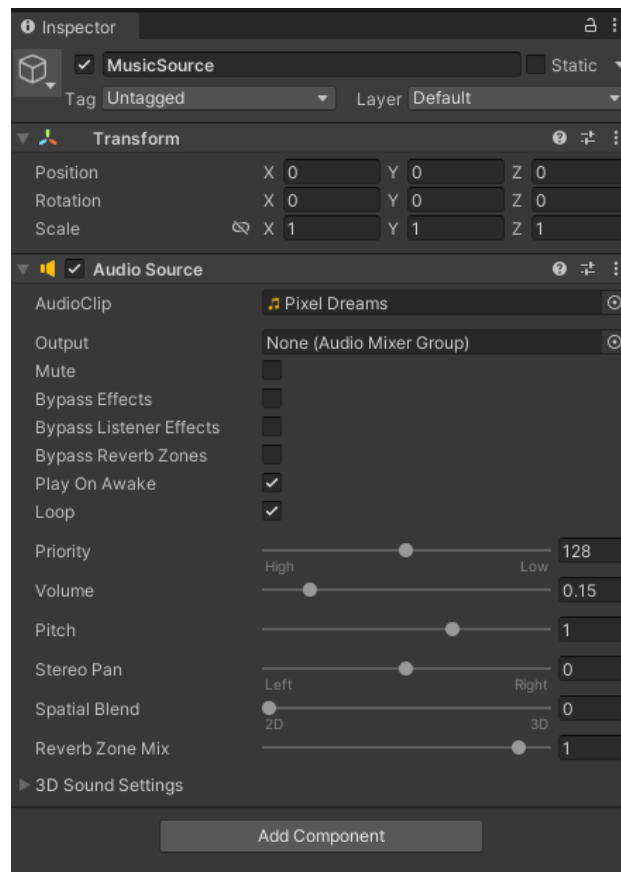 Inspector
MusicSource Static
Tag Untagged Layer Default
Transform
Position X 0 Y 0 Z 0
Rotation X 0 Y 0 Z 0
Scale X 1 Y 1 Z 1
Audio Source
AudioClip Pixel Dreams
Output None (Audio Mixer Group)
Mute
Bypass Effects
Bypass Listener Effects
Bypass Reverb Zones
Play On Awake
Loop
Priority 128
High Low
Volume 0.15
Pitch 1
Stereo Pan 0
Left Right
Spatial Blend 0
2D 3D
Reverb Zone Mix 1
3D Sound Settings
Add Component